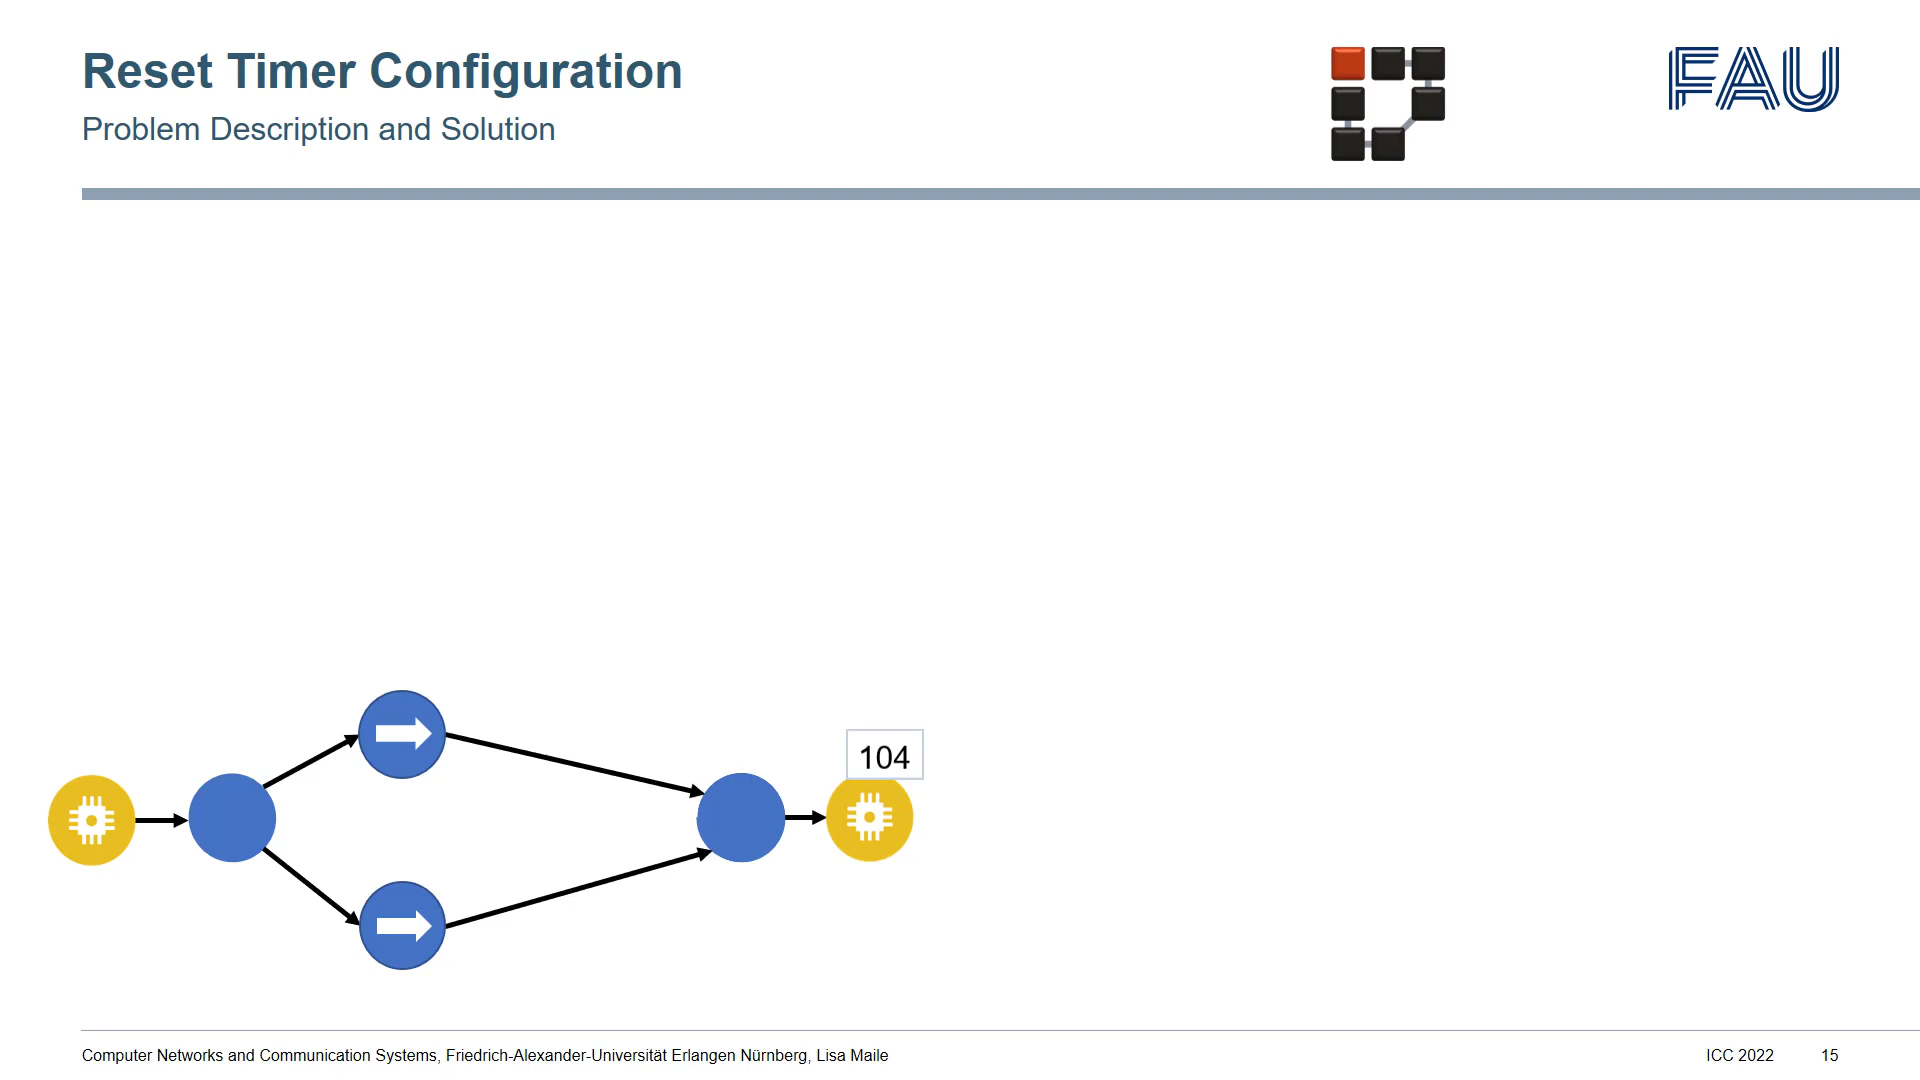 Reset Timer Configuration
Problem Description and Solution
FAU
104
Computer Networks and Communication Systems, Friedrich-Alexander-Universität Erlangen Nürnberg, Lisa Maile
ICC 2022
15